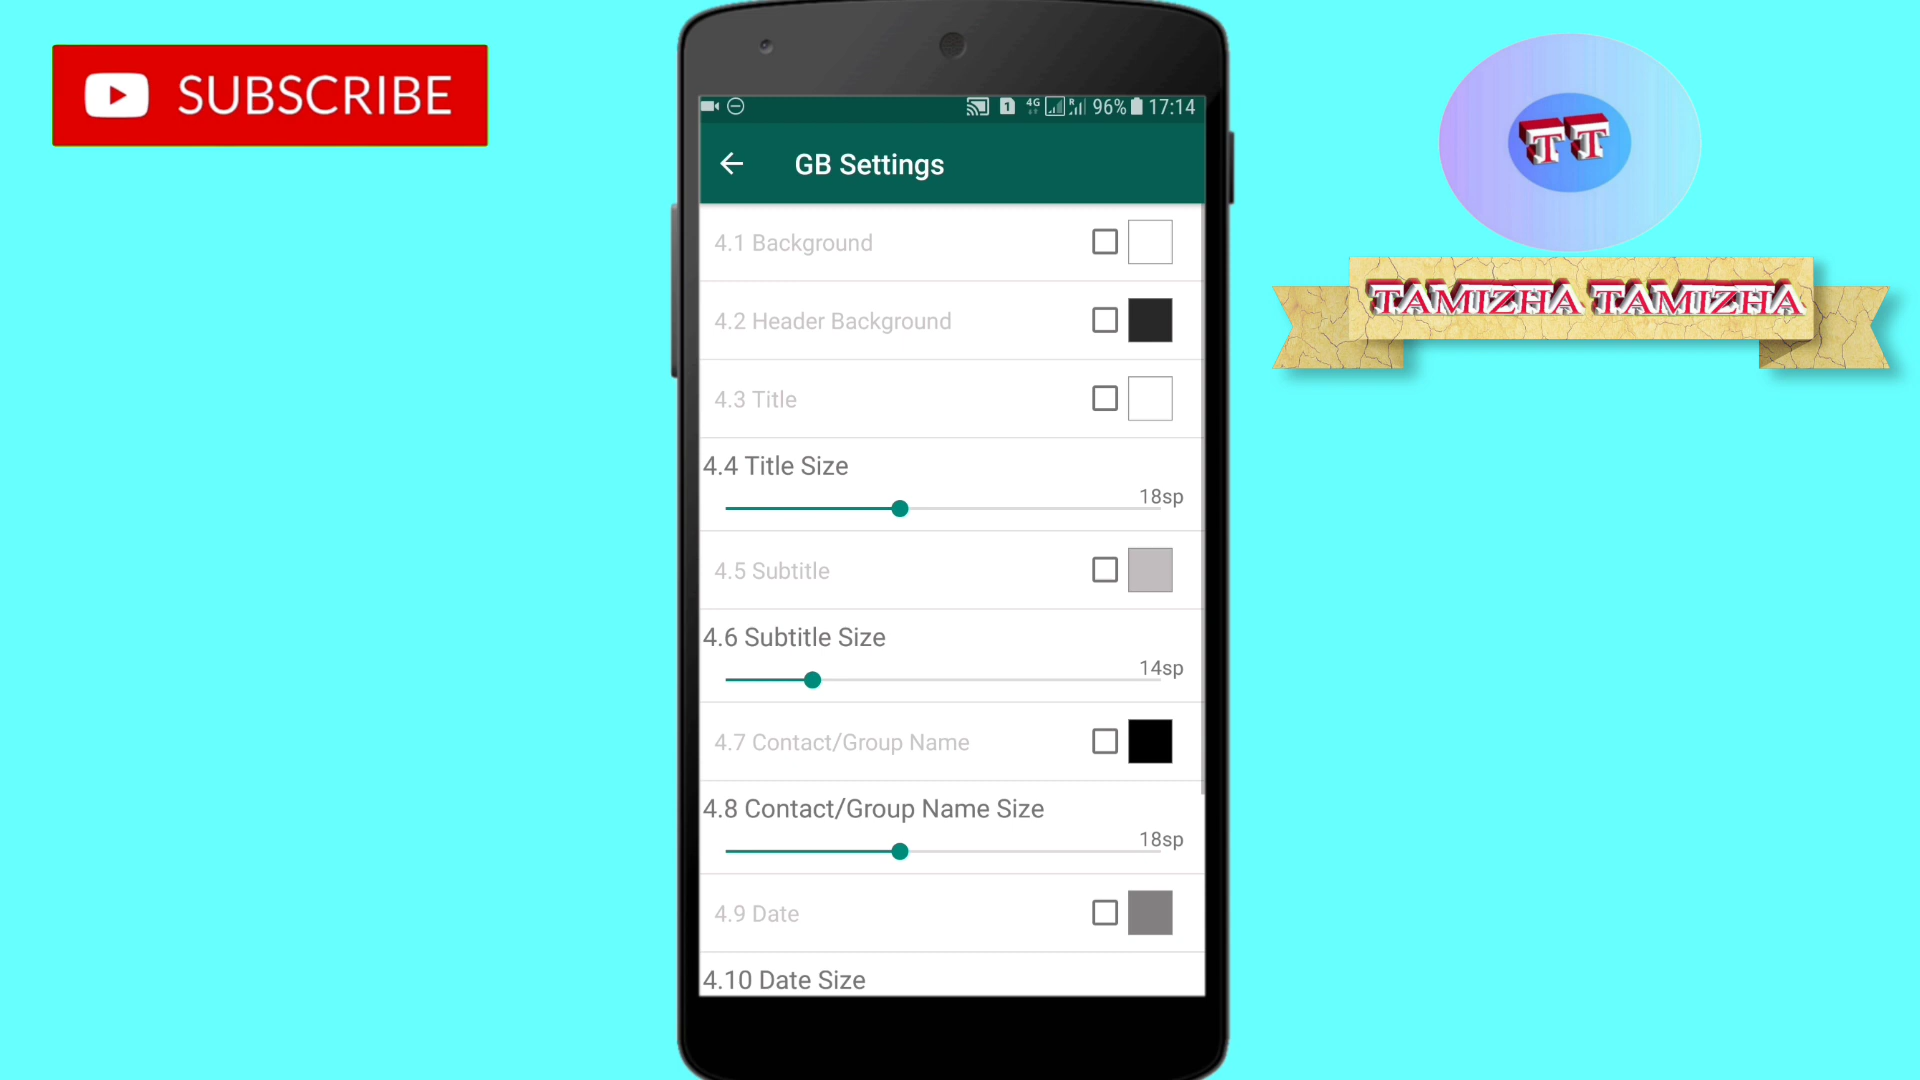 SUBSCRIBE
TT
TAMIZHA TAMIZHA
1 4G R 96% 17:14
GB Settings
4.1 Background
4.2 Header Background
4.3 Title
4.4 Title Size
18sp
4.5 Subtitle
4.6 Subtitle Size
14sp
4.7 Contact/Group Name
4.8 Contact/Group Name Size
18sp
4.9 Date
4.10 Date Size